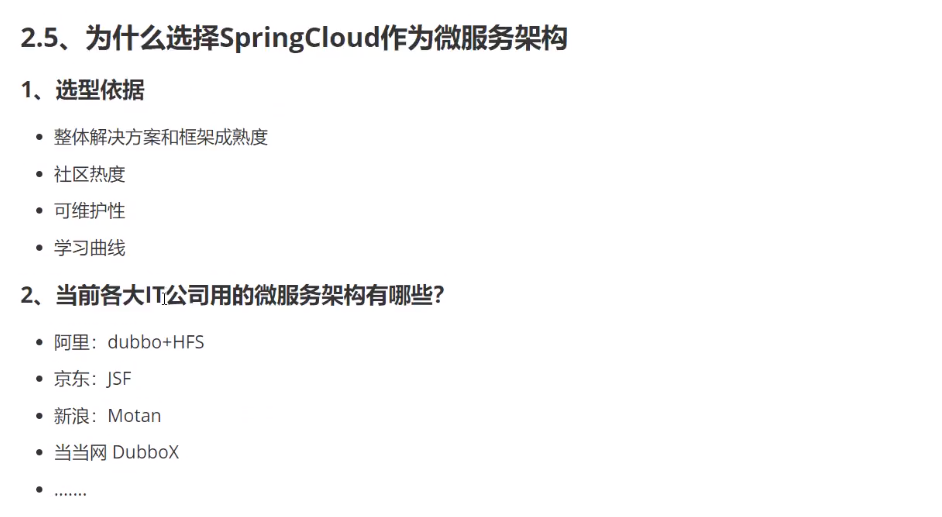 2.5、为什么选择SpringCloud作为微服务架构
1、选型依据
整体解决方案和框架成熟度
社区热度
可维护性
学习曲线
2、当前各大IT公司用的微服务架构有哪些?
阿里：dubbo+HFS
京东：JSF
新浪：Motan
当当网 DubboX
.......